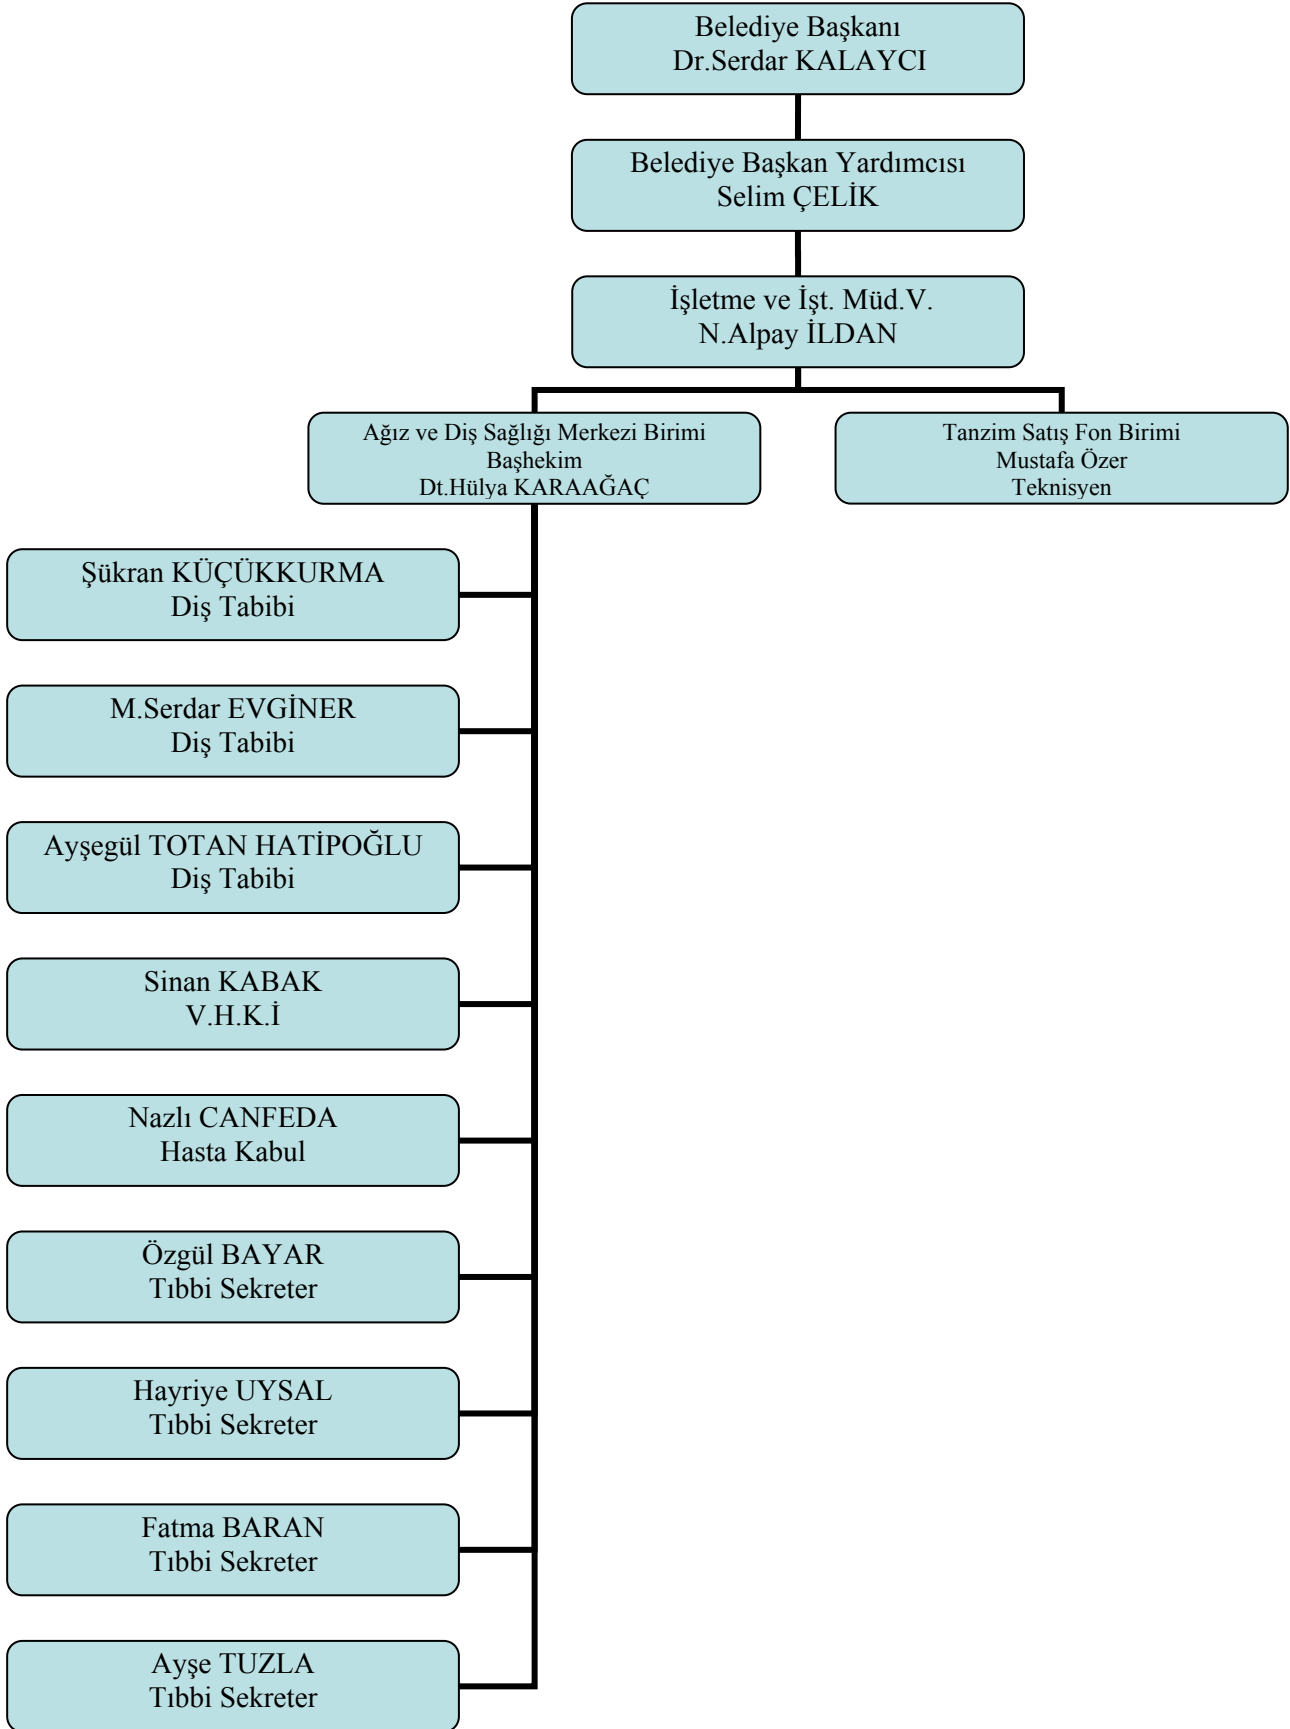 Belediye Başkanı
Dr.Serdar KALAYCI
Belediye Başkan Yardımcısı
Selim ÇELİK
İşletme ve İşt. Müd.V.
N.Alpay İLDAN
Ağız ve Diş Sağlığı Merkezi Birimi
Başhekim
Dt.Hülya KARAAĞAÇ
Tanzim Satış Fon Birimi
Mustafa Özer
Teknisyen
Şükran KÜÇÜKKURMA
Diş Tabibi
M.Serdar EVGİNER
Diş Tabibi
Ayşegül TOTAN HATİPOĞLU
Diş Tabibi
Sinan KABAK
V.H.K.İ
Nazlı CANFEDA
Hasta Kabul
Özgül BAYAR
Tıbbi Sekreter
Hayriye UYSAL
Tıbbi Sekreter
Fatma BARAN
Tıbbi Sekreter
Ayşe TUZLA
Tıbbi Sekreter